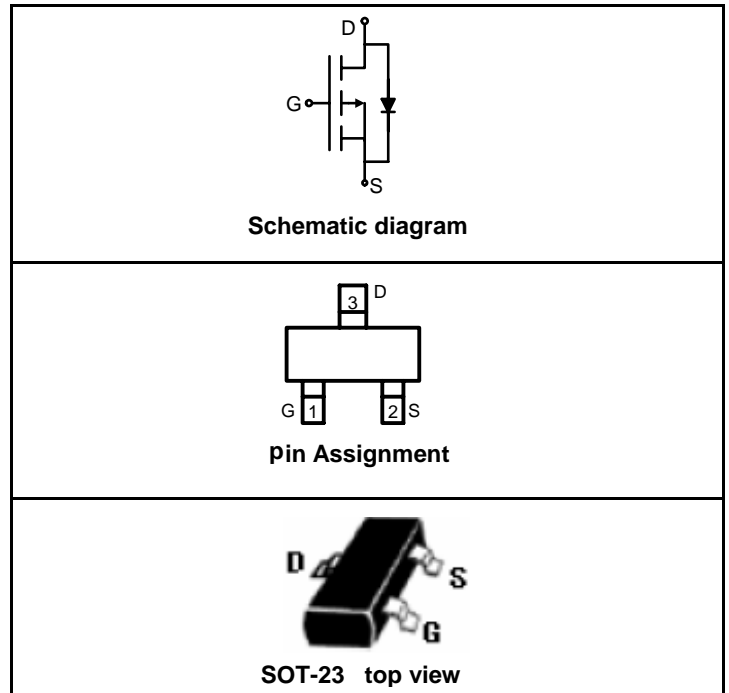 D
G
S
Schematic diagram
3 D
G 1 2 S
pin Assignment
D
S
G
SOT-23 top view